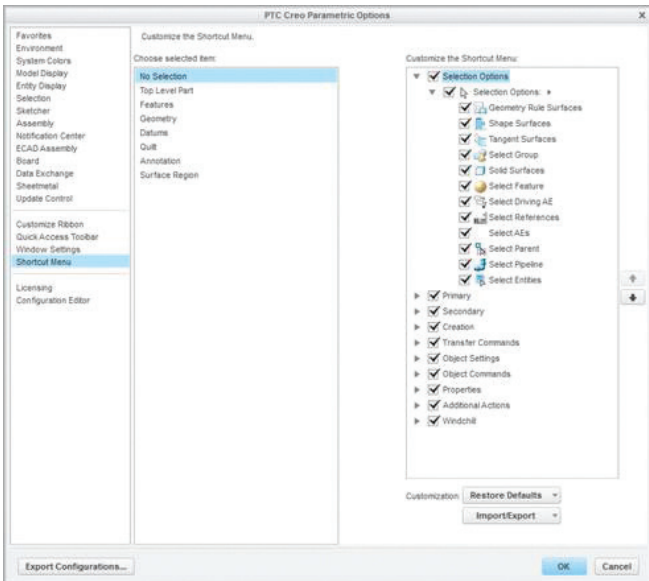 PTC Creo Parametric Options
Favorites
Environment
System Colors
Model Display
Entity Display
Selection
Sketcher
Assembly
Notification Center
ECAD Assembly
Board
Data Exchange
Sheetmetal
Update Control
Customize Ribbon
Quick Access Toolbar
Window Settings
Shortcut Menu
Licensing
Configuration Editor
Customize the Shortcut Menu.
Choose selected item:
No Selection
Top Level Part
Features
Geometry
Datums
Quilt
Annotation
Surface Region
Customize the Shortcut Menu:
Selection Options
Selection Options:
Geometry Rule Surfaces
Shape Surfaces
Tangent Surfaces
Select Group
Solid Surfaces
Select Feature
Select Driving AE
Select References
Select AEs
Select Parent
Select Pipeline
Select Entities
Primary
Secondary
Creation
Transfer Commands
Object Settings
Object Commands
Properties
Additional Actions
Windchill
Customization
Restore Defaults
Import/Export
Export Configurations...
OK
Cancel